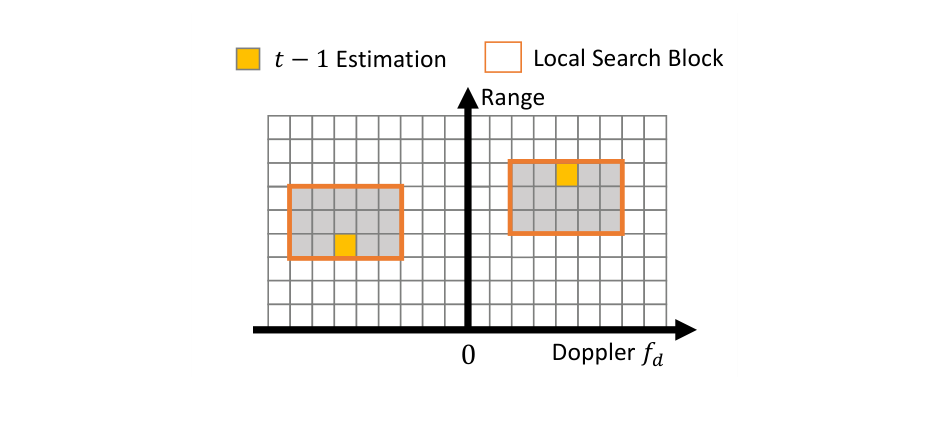 t − 1 Estimation
Local Search Block
Range
0
Doppler f_d